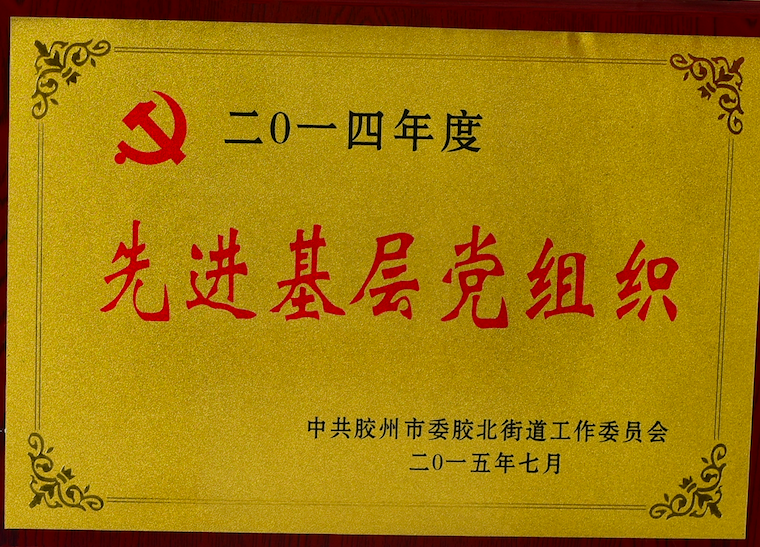 二0一四年度
先进基层党组织
中共胶州市委胶北街道工作委员会
二0一五年七月